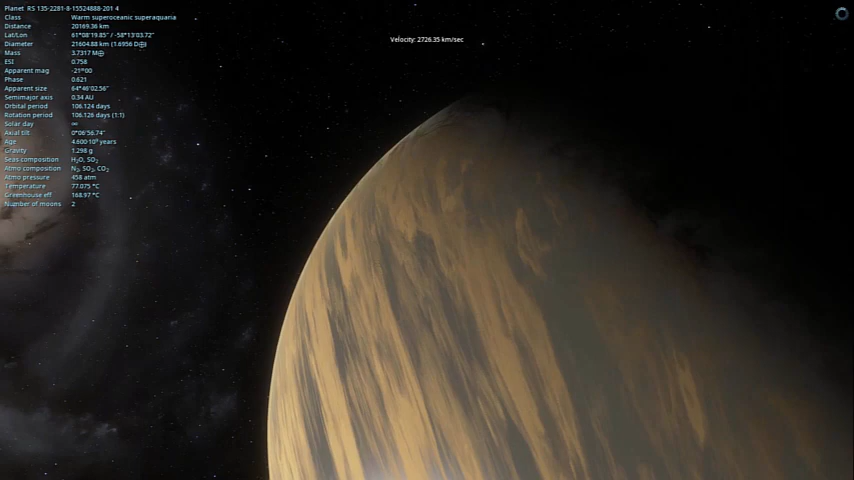 Planet RS 135-2281-8-15524888-201 4
Class Warm superoceanic superaquaria
Distance 20169.36 km
Lat/Lon 61°08'19.85" / -58°13'03.72"
Diameter 21604.88 km (1.6956 D⊕)
Mass 3.7317 M⊕
ESI 0.758
Apparent mag -21ᵐ00
Phase 0.621
Apparent size 64°46'02.56"
Semimajor axis 0.34 AU
Orbital period 106.124 days
Rotation period 106.126 days (1:1)
Solar day ∞
Axial tilt 0°06'56.74"
Age 4.600·10⁹ years
Gravity 1.298 g
Seas composition H₂O, SO₂
Atmo composition N₂, SO₂, CO₂
Atmo pressure 458 atm
Temperature 77.075 °C
Greenhouse eff 168.97 °C
Number of moons 2
Velocity: 2726.35 km/sec